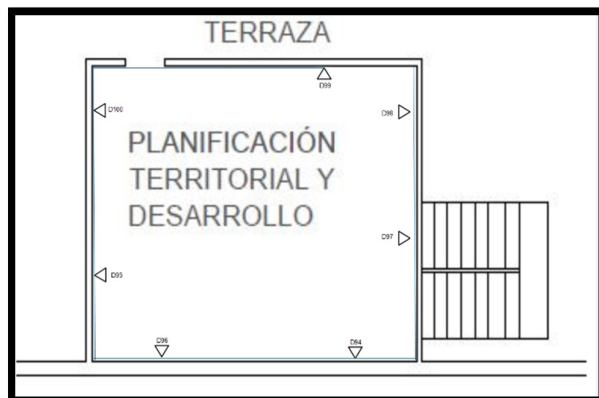 TERRAZA
D99
D100
D98
PLANIFICACIÓN
TERRITORIAL Y
DESARROLLO
D97
D95
D96
D94